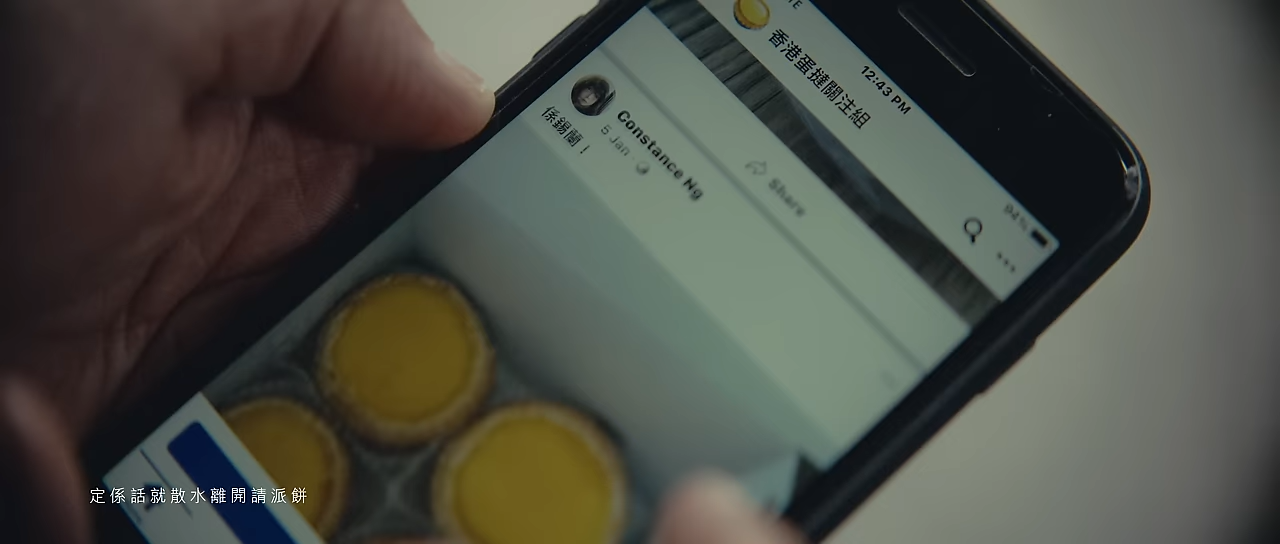 12:43 PM
94%
香港蛋撻關注組
Share
Constance Ng
5 Jan
係錫蘭！
定係話就散水離開請派餅